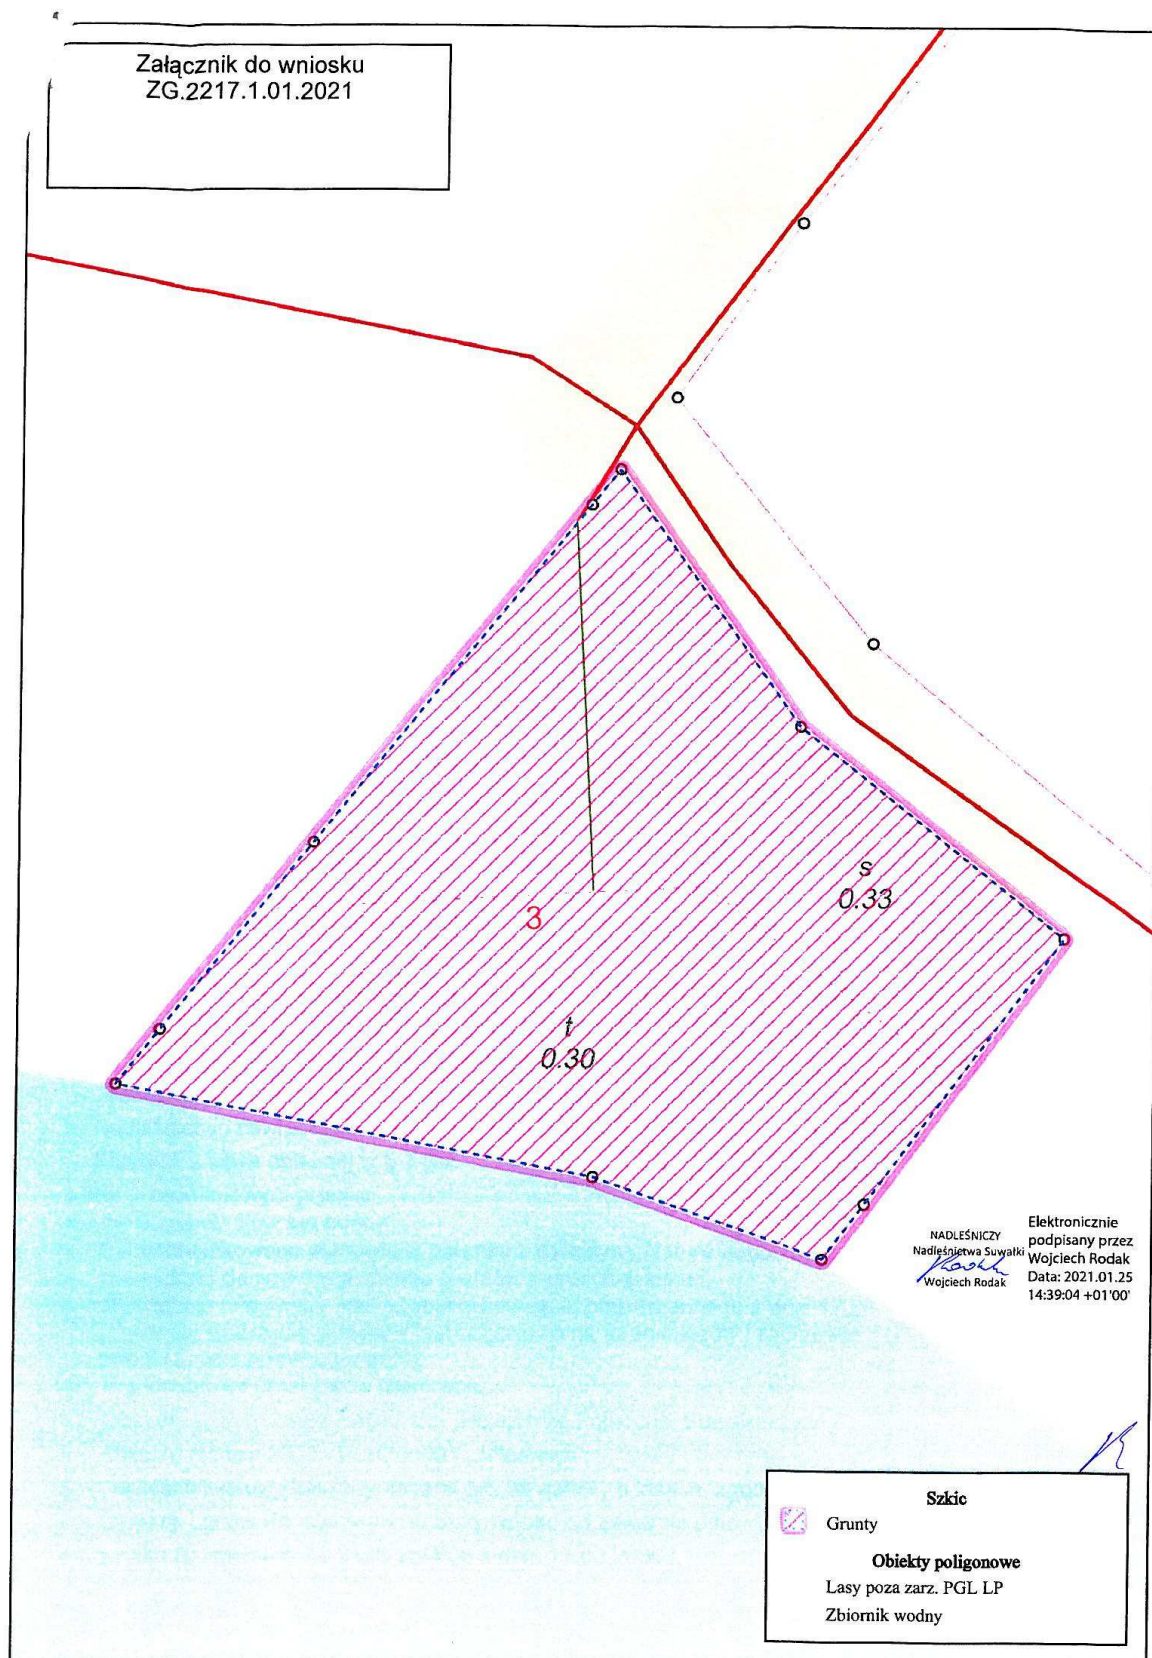 Załącznik do wniosku
ZG.2217.1.01.2021
s
0.33
3
t
0.30
NADLEŚNICZY
Nadleśnictwa Suwałki
Wojciech Rodak
Elektronicznie
podpisany przez
Wojciech Rodak
Data: 2021.01.25
14:39:04 +01'00'
Szkic
Grunty
Obiekty poligonowe
Lasy poza zarz. PGL LP
Zbiornik wodny